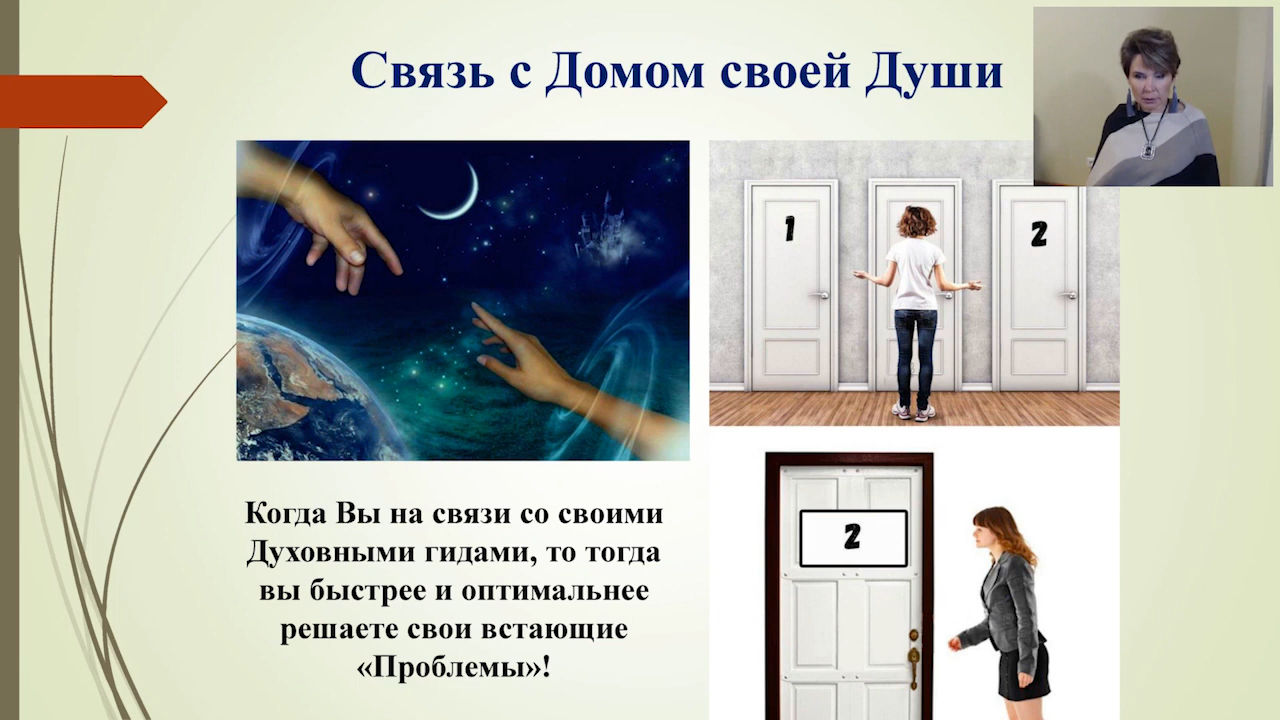 Связь с Домом своей Души
1
2
Когда Вы на связи со своими
Духовными гидами, то тогда
вы быстрее и оптимальнее
решаете свои встающие
«Проблемы»!
2